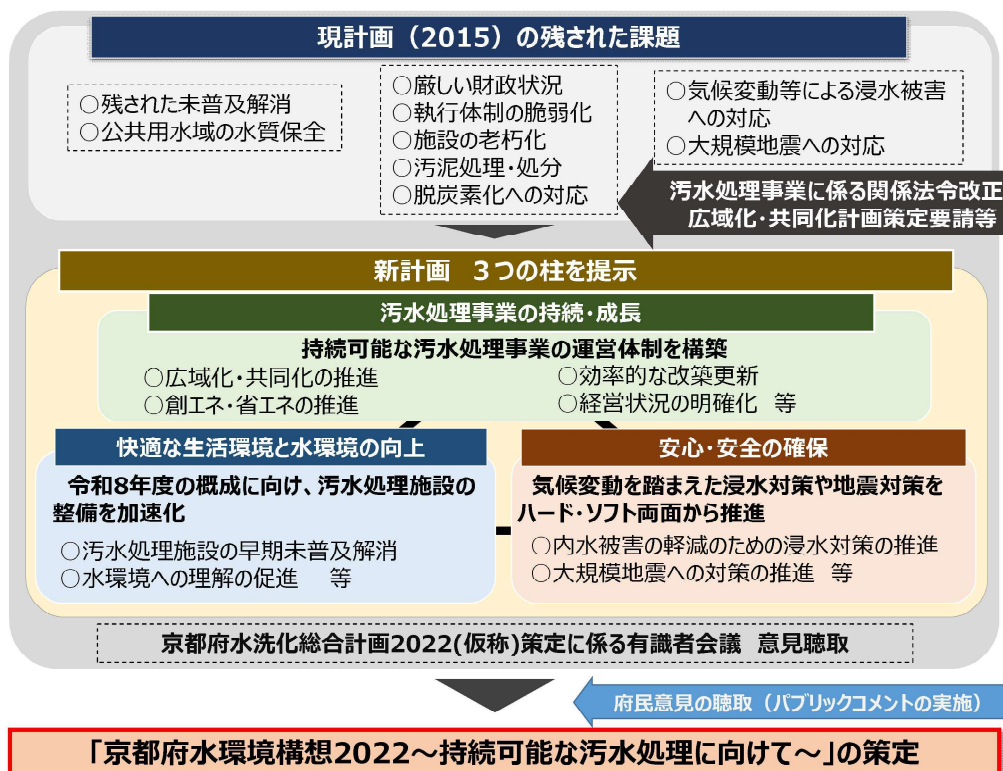 現計画（2015）の残された課題
○残された未普及解消
○公共用水域の水質保全
○厳しい財政状況
○執行体制の脆弱化
○施設の老朽化
○汚泥処理・処分
○脱炭素化への対応
○気候変動等による浸水被害
への対応
○大規模地震への対応
汚水処理事業に係る関係法令改正
広域化・共同化計画策定要請等
新計画　３つの柱を提示
汚水処理事業の持続・成長
持続可能な汚水処理事業の運営体制を構築
○広域化・共同化の推進
○創エネ・省エネの推進
○効率的な改築更新
○経営状況の明確化　等
快適な生活環境と水環境の向上
令和8年度の概成に向け、汚水処理施設の
整備を加速化
○汚水処理施設の早期未普及解消
○水環境への理解の促進　等
安心・安全の確保
気候変動を踏まえた浸水対策や地震対策を
ハード・ソフト両面から推進
○内水被害の軽減のための浸水対策の推進
○大規模地震への対策の推進　等
京都府水洗化総合計画2022(仮称)策定に係る有識者会議　意見聴取
府民意見の聴取（パブリックコメントの実施）
「京都府水環境構想2022～持続可能な汚水処理に向けて～」の策定